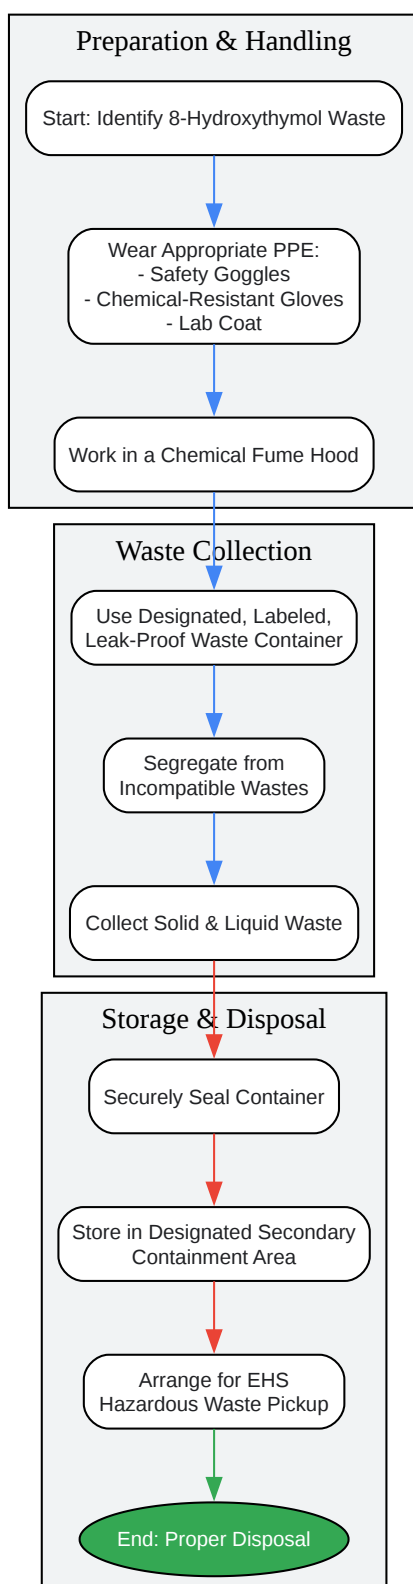 Preparation & Handling
Start: Identify 8-Hydroxythymol Waste
Wear Appropriate PPE:
- Safety Goggles
- Chemical-Resistant Gloves
- Lab Coat
Work in a Chemical Fume Hood
Waste Collection
Use Designated, Labeled,
Leak-Proof Waste Container
Segregate from
Incompatible Wastes
Collect Solid & Liquid Waste
Storage & Disposal
Securely Seal Container
Store in Designated Secondary
Containment Area
Arrange for EHS
Hazardous Waste Pickup
End: Proper Disposal